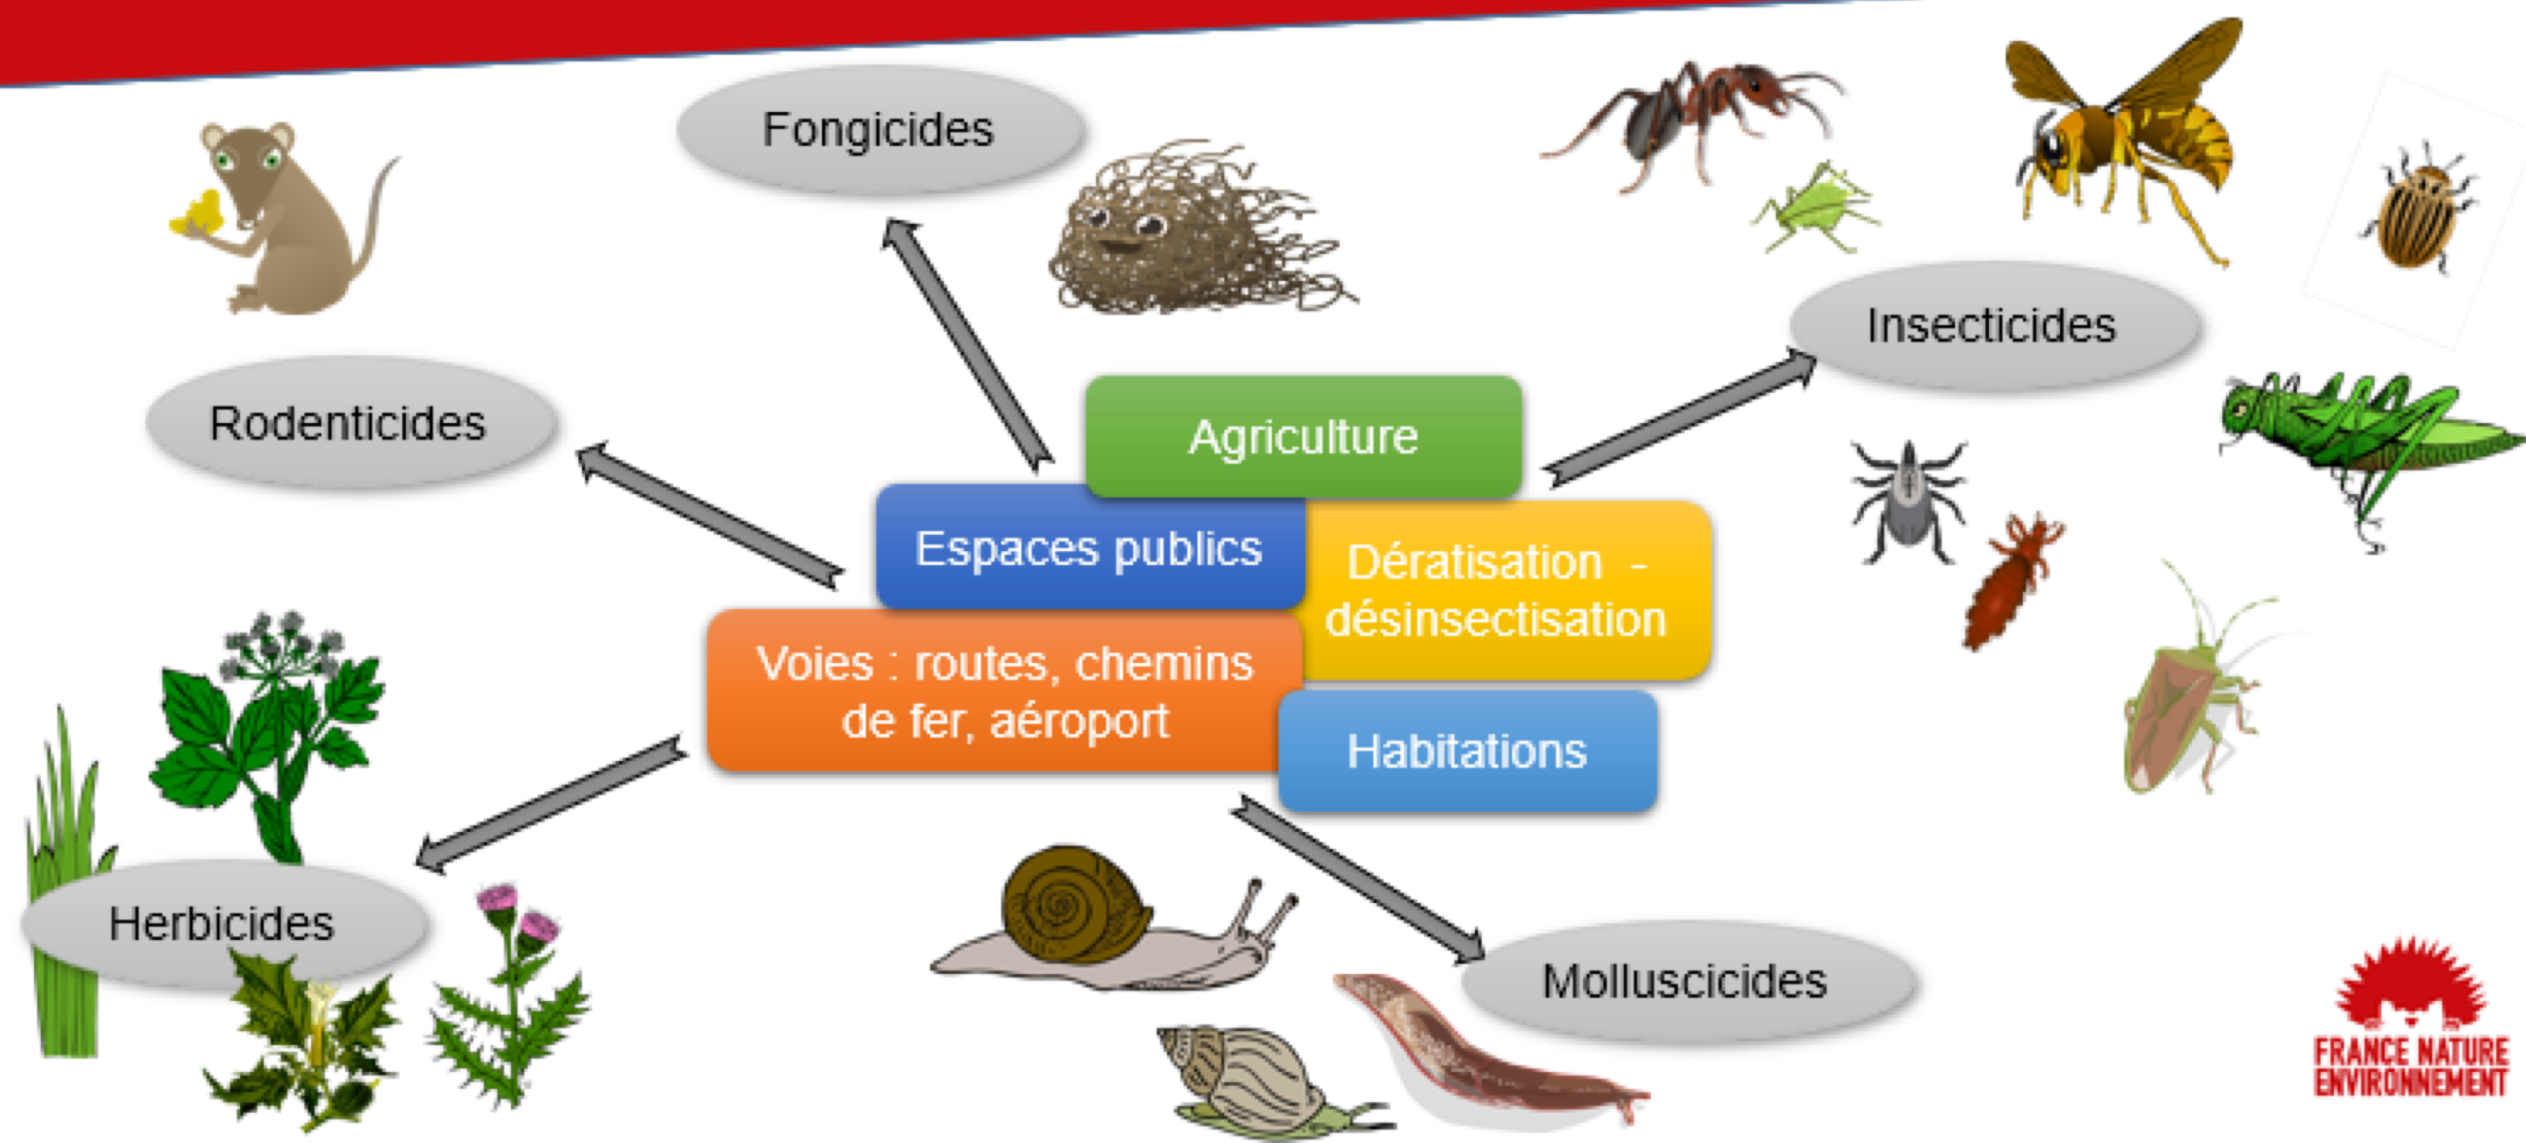 Fongicides
Insecticides
Rodenticides
Agriculture
Espaces publics
Dératisation -
désinsectisation
Voies : routes, chemins
de fer, aéroport
Habitations
Herbicides
Molluscicides
FRANCE NATURE
ENVIRONNEMENT